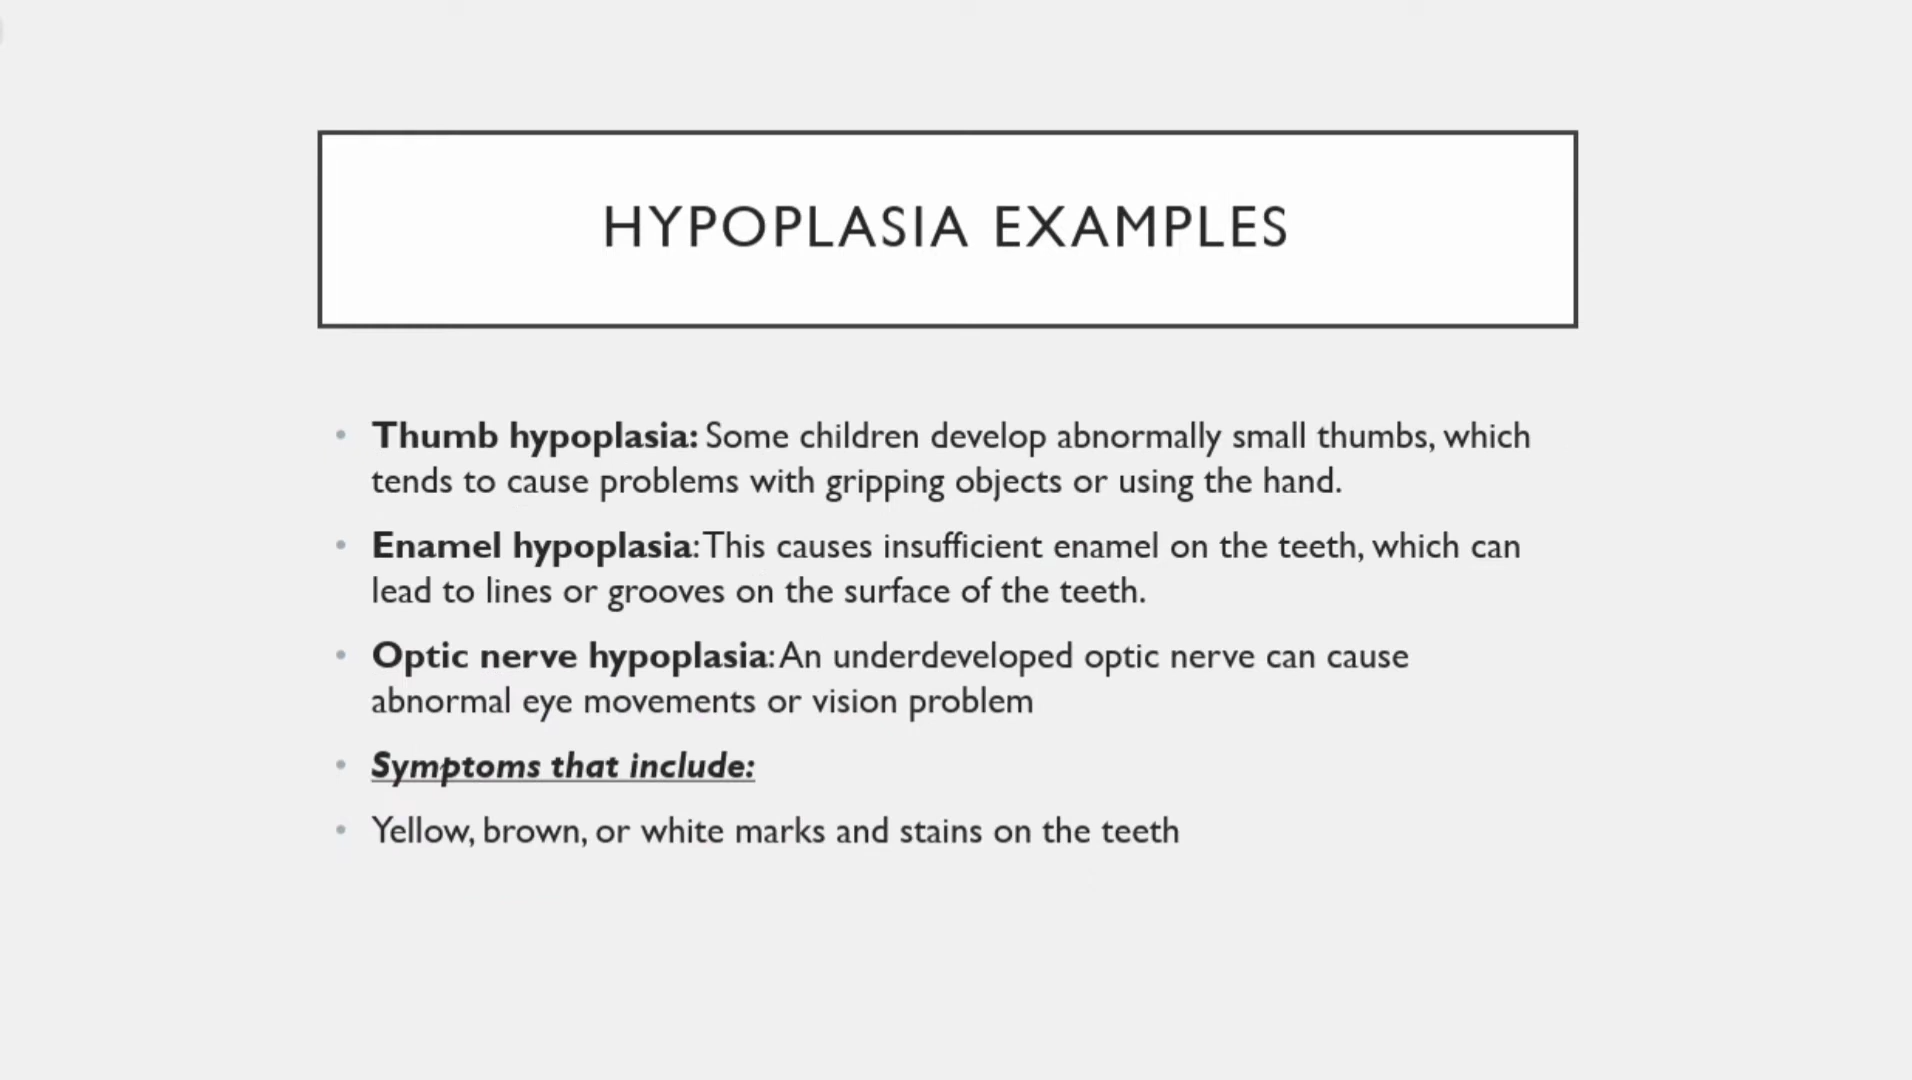 HYPOPLASIA EXAMPLES
• Thumb hypoplasia: Some children develop abnormally small thumbs, which
tends to cause problems with gripping objects or using the hand.
• Enamel hypoplasia: This causes insufficient enamel on the teeth, which can
lead to lines or grooves on the surface of the teeth.
• Optic nerve hypoplasia: An underdeveloped optic nerve can cause
abnormal eye movements or vision problem
• Symptoms that include:
• Yellow, brown, or white marks and stains on the teeth